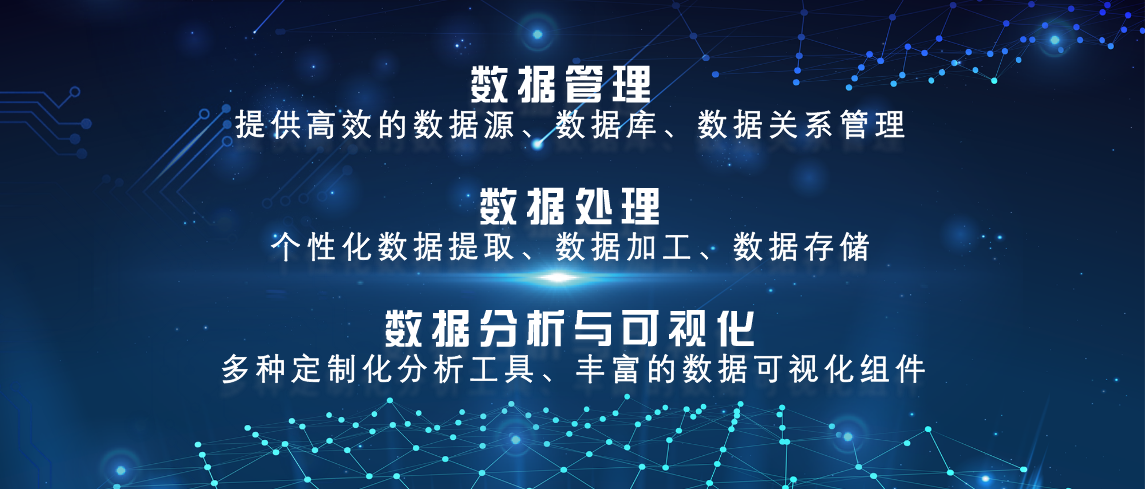 数据管理
提供高效的数据源、数据库、数据关系管理
数据处理
个性化数据提取、数据加工、数据存储
数据分析与可视化
多种定制化分析工具、丰富的数据可视化组件